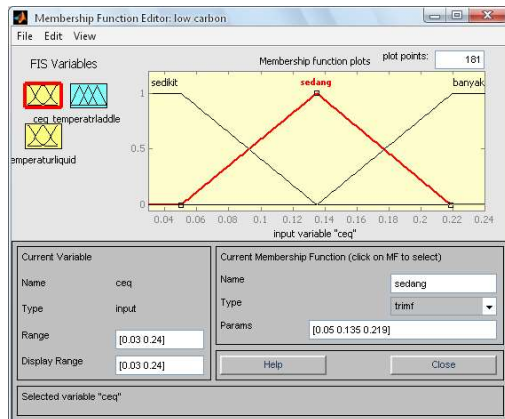 Membership Function Editor: low carbon
File Edit View
FIS Variables
Membership function plots
plot points:
181
ceq
temperatrladdle
emperaturliquid
sedikit
sedang
banyak
1
0.5
0
0.04 0.06 0.08 0.1 0.12 0.14 0.16 0.18 0.2 0.22 0.24
input variable "ceq"
Current Variable
Name ceq
Type input
Range [0.03 0.24]
Display Range [0.03 0.24]
Current Membership Function (click on MF to select)
Name sedang
Type trimf
Params [0.05 0.135 0.219]
Help Close
Selected variable "ceq"